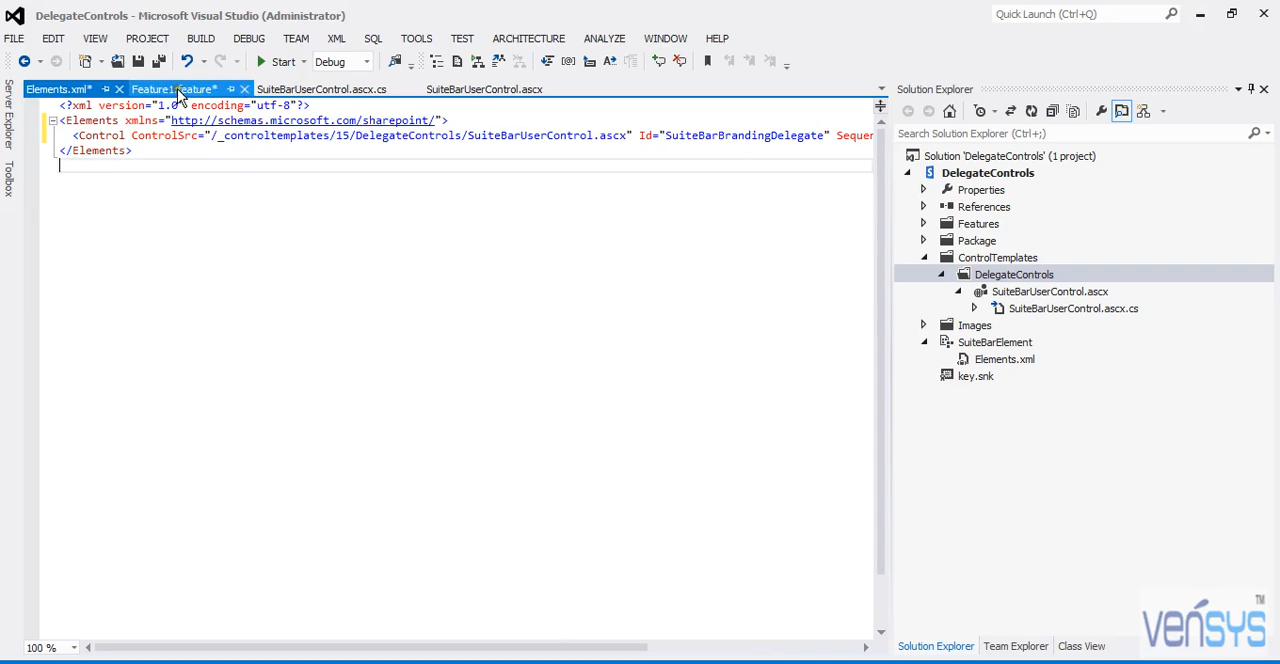 DelegateControls - Microsoft Visual Studio (Administrator)
Quick Launch (Ctrl+Q)
FILE EDIT VIEW PROJECT BUILD DEBUG TEAM XML SQL TOOLS TEST ARCHITECTURE ANALYZE WINDOW HELP
Start Debug
Elements.xml* Feature1.feature* SuiteBarUserControl.ascx.cs SuiteBarUserControl.ascx
Server Explorer
Toolbox
<?xml version="1.0" encoding="utf-8"?>
<Elements xmlns="http://schemas.microsoft.com/sharepoint/">
<Control ControlSrc="/_controltemplates/15/DelegateControls/SuiteBarUserControl.ascx" Id="SuiteBarBrandingDelegate" Sequen
</Elements>
100 %
Solution Explorer
Search Solution Explorer (Ctrl+;)
Solution 'DelegateControls' (1 project)
DelegateControls
Properties
References
Features
Package
ControlTemplates
DelegateControls
SuiteBarUserControl.ascx
SuiteBarUserControl.ascx.cs
Images
SuiteBarElement
Elements.xml
key.snk
Solution Explorer Team Explorer Class View
veńsys™